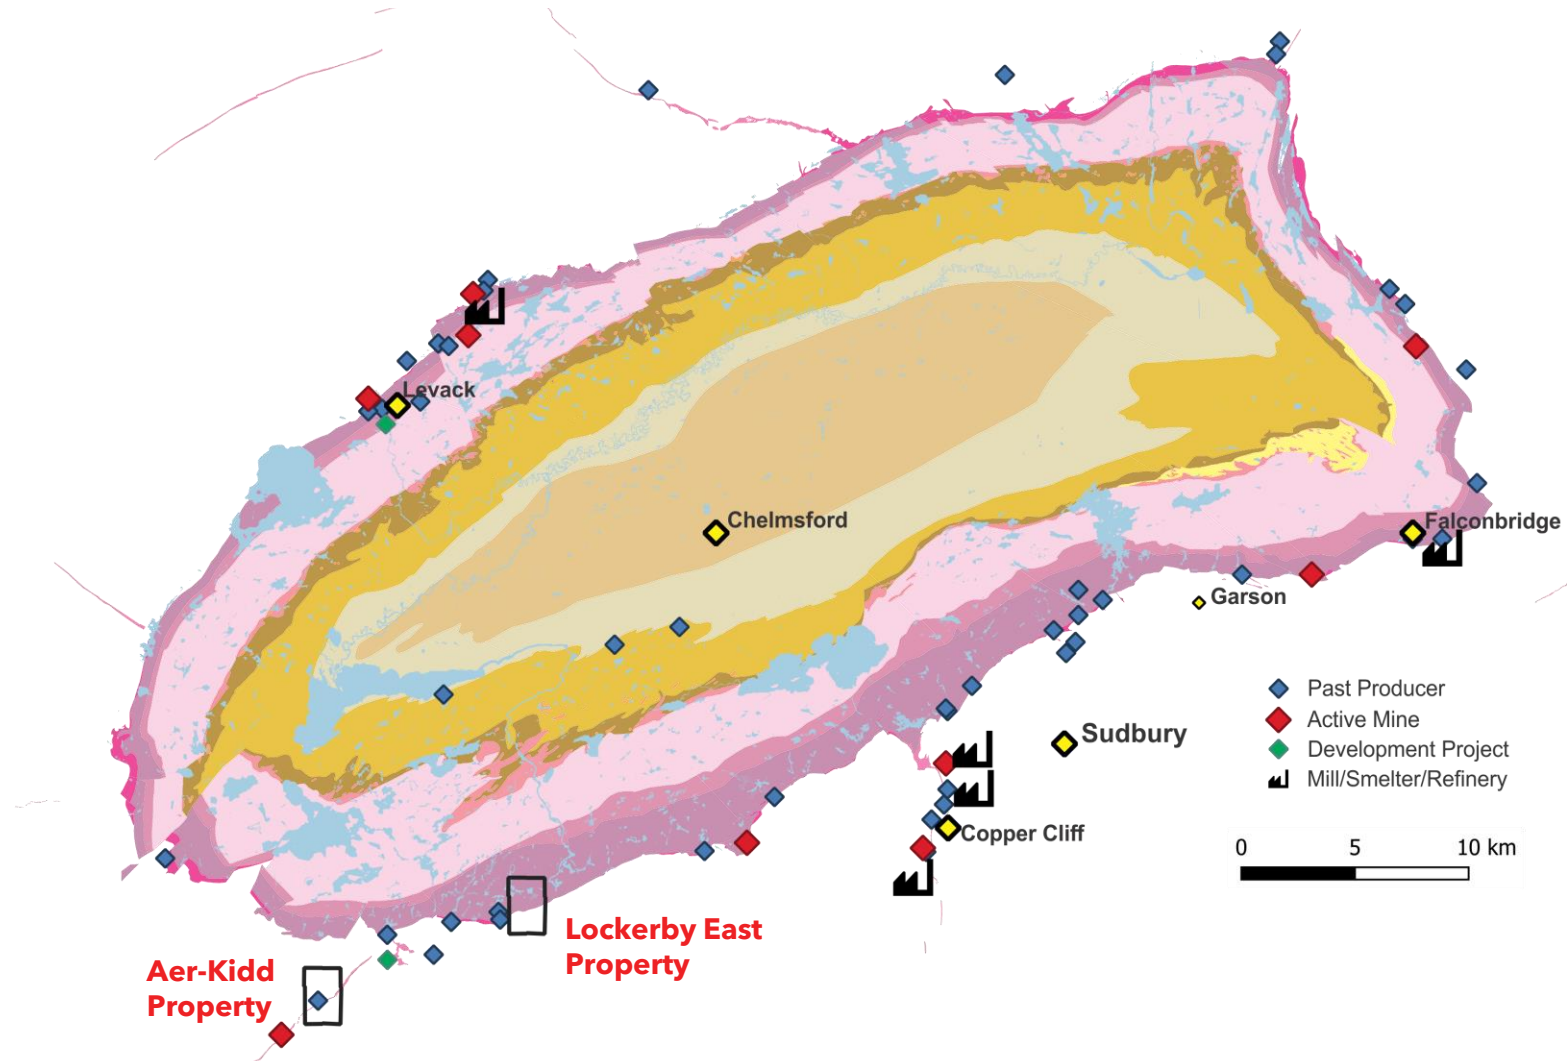 Levack
Chelmsford
Falconbridge
Garson
Sudbury
Copper Cliff
Past Producer
Active Mine
Development Project
Mill/Smelter/Refinery
0 5 10 km
Lockerby East
Property
Aer-Kidd
Property